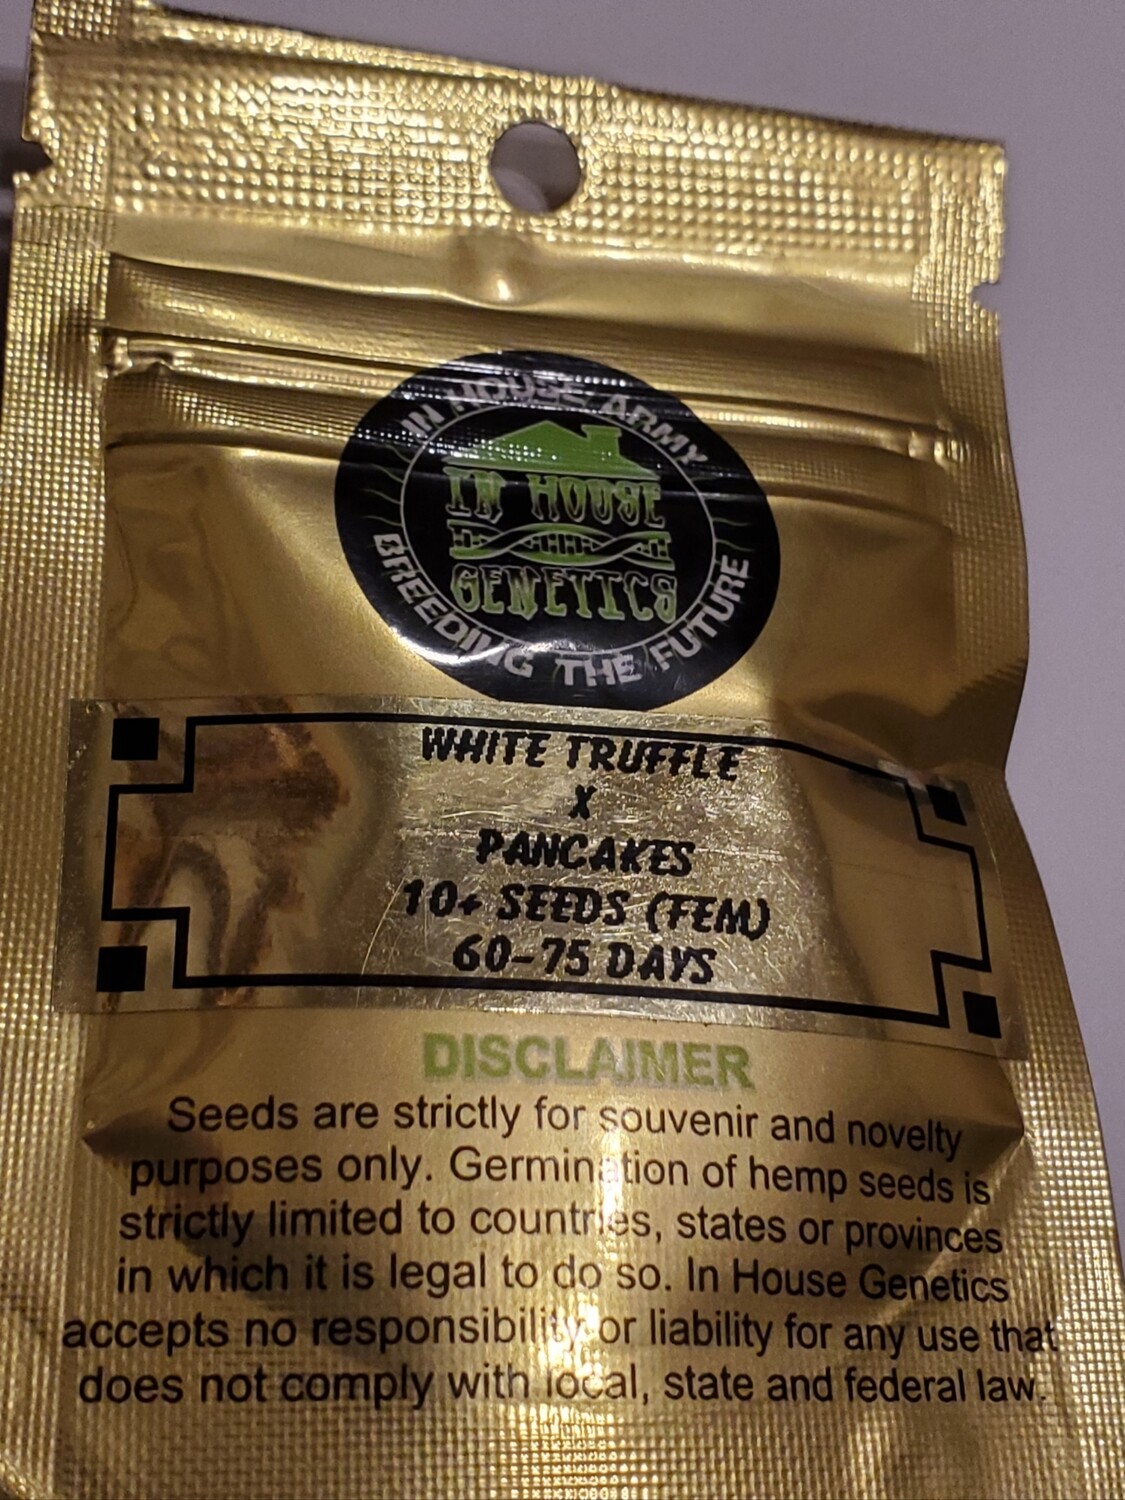 IN HOUSE ARMY
IN HOUSE
GENETICS
BREEDING THE FUTURE
WHITE TRUFFLE
X
PANCAKES
10+ SEEDS (FEM)
60-75 DAYS
DISCLAIMER
Seeds are strictly for souvenir and novelty
purposes only. Germination of hemp seeds is
strictly limited to countries, states or provinces
in which it is legal to do so. In House Genetics
accepts no responsibility or liability for any use that
does not comply with local, state and federal law.